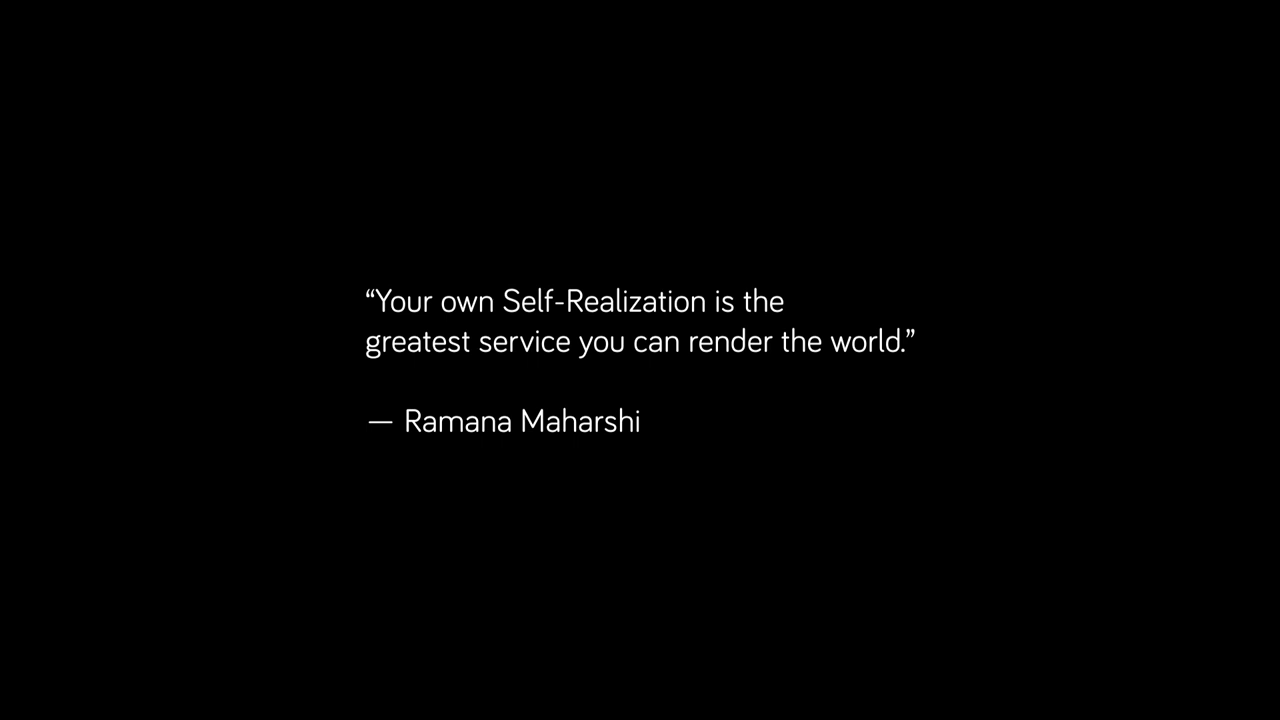 “Your own Self-Realization is the
greatest service you can render the world.”
— Ramana Maharshi